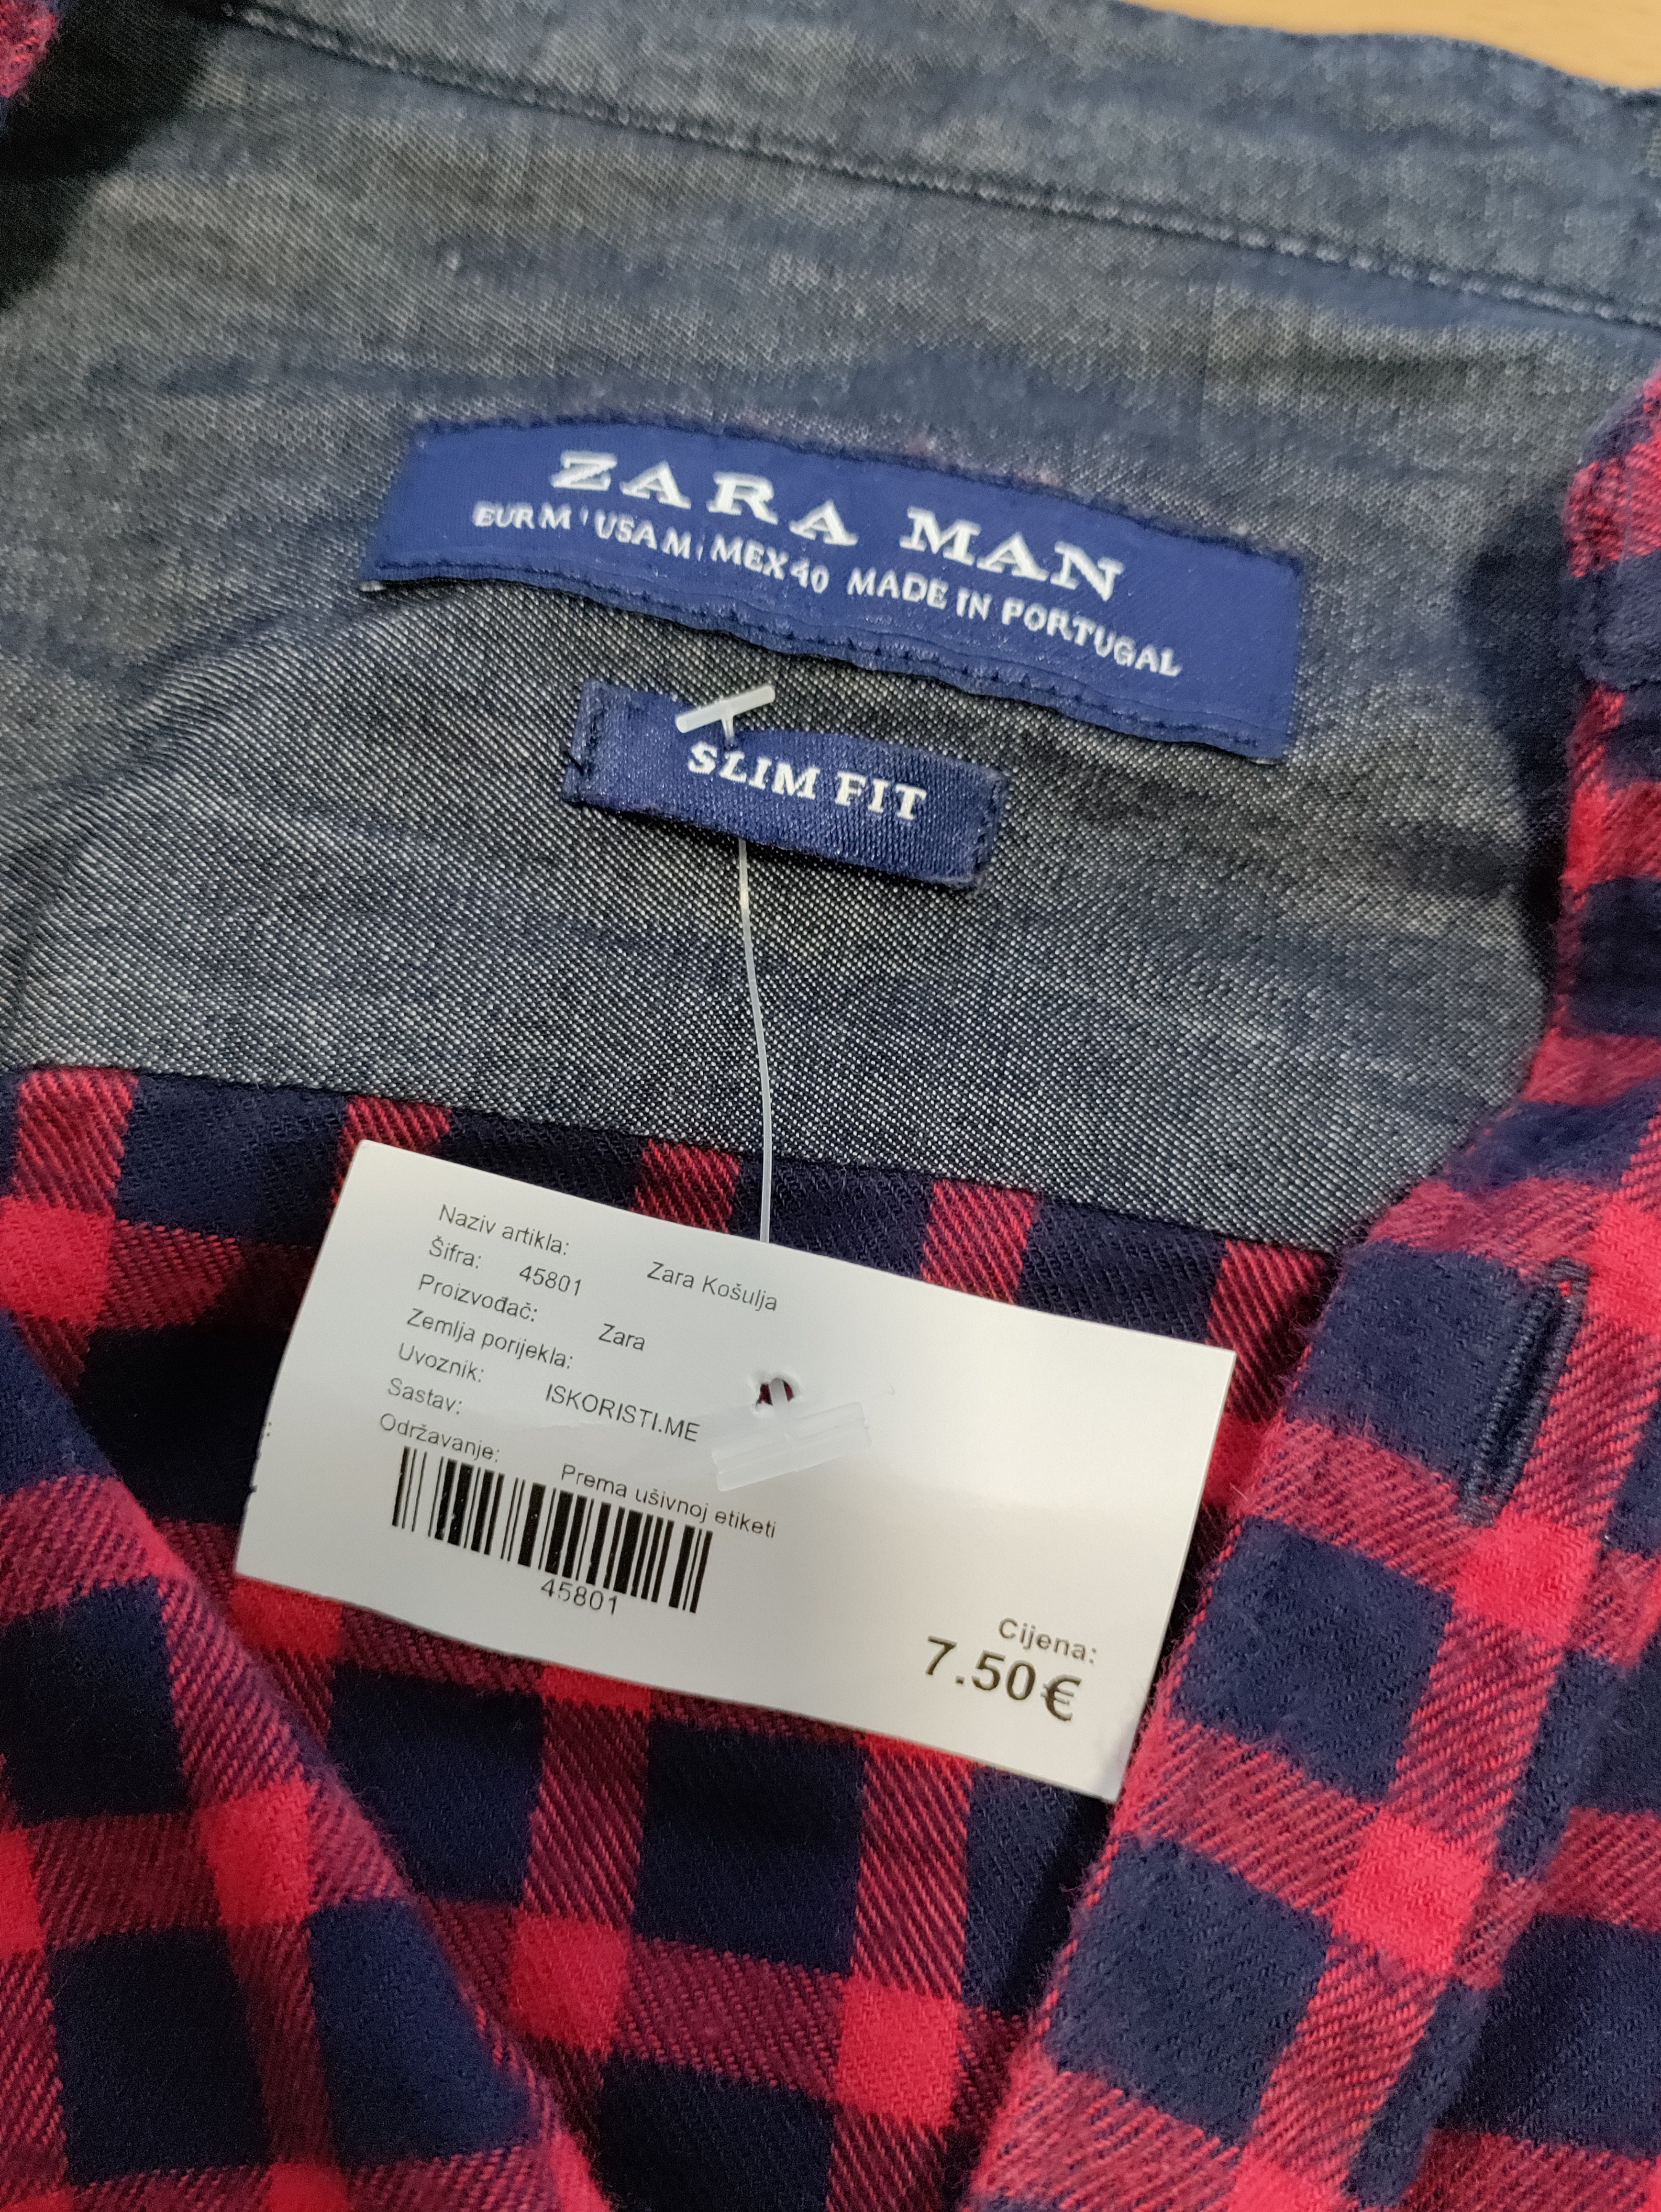 ZARA MAN
EUR M USA M MEX 40 MADE IN PORTUGAL
SLIM FIT
Naziv artikla: Zara Košulja
Šifra: 45801
Proizvođač: Zara
Zemlja porijekla:
Uvoznik: ISKORISTI.ME
Sastav:
Održavanje: Prema ušivnoj etiketi
45801
Cijena:
7.50€